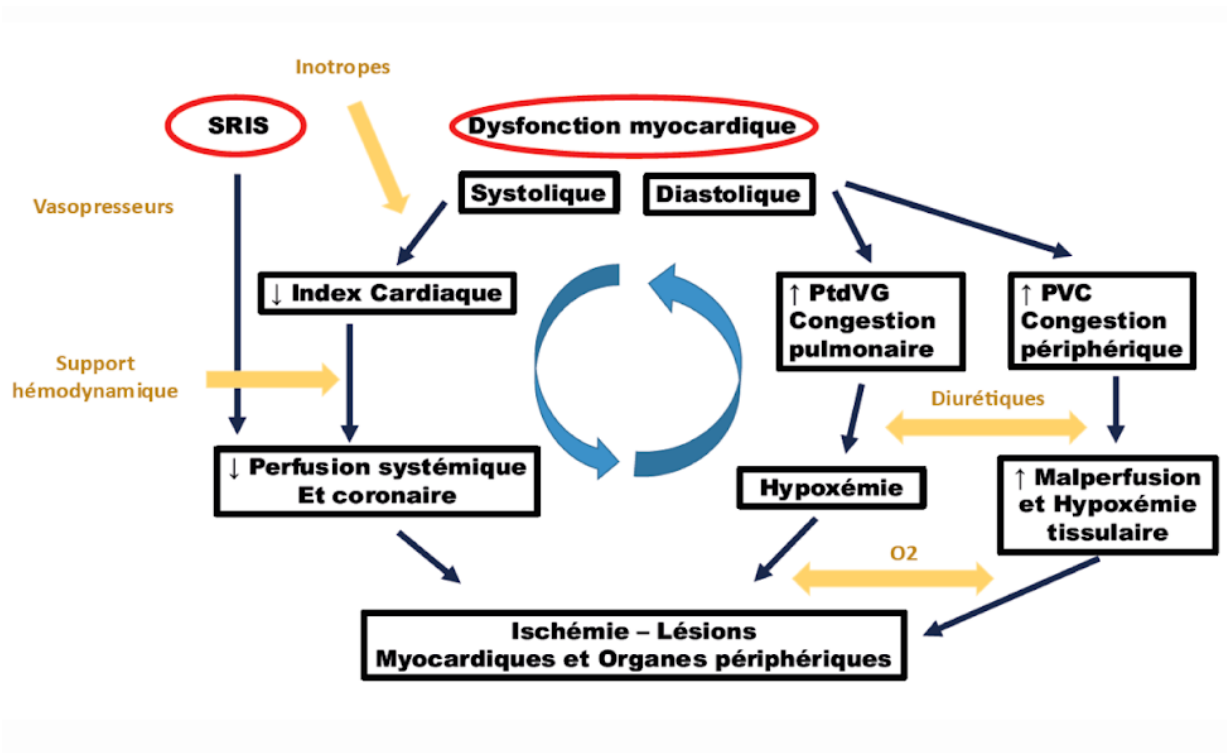 Inotropes
SRIS
Dysfonction myocardique
Vasopresseurs
Systolique
Diastolique
↓ Index Cardiaque
↑ PtdVG
Congestion
pulmonaire
↑ PVC
Congestion
périphérique
Support
hémodynamique
Diurétiques
↓ Perfusion systémique
Et coronaire
Hypoxémie
↑ Malperfusion
et Hypoxémie
tissulaire
O2
Ischémie – Lésions
Myocardiques et Organes périphériques